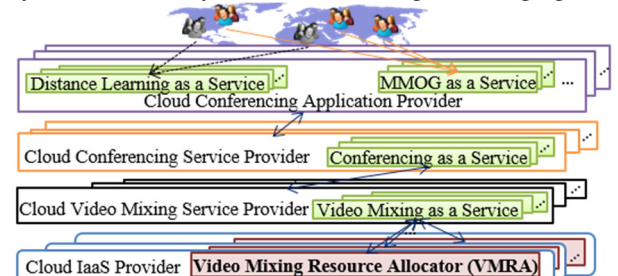 Distance Learning as a Service MMOG as a Service ...
Cloud Conferencing Application Provider
Cloud Conferencing Service Provider Conferencing as a Service
Cloud Video Mixing Service Provider Video Mixing as a Service
...
Cloud IaaS Provider Video Mixing Resource Allocator (VMRA)